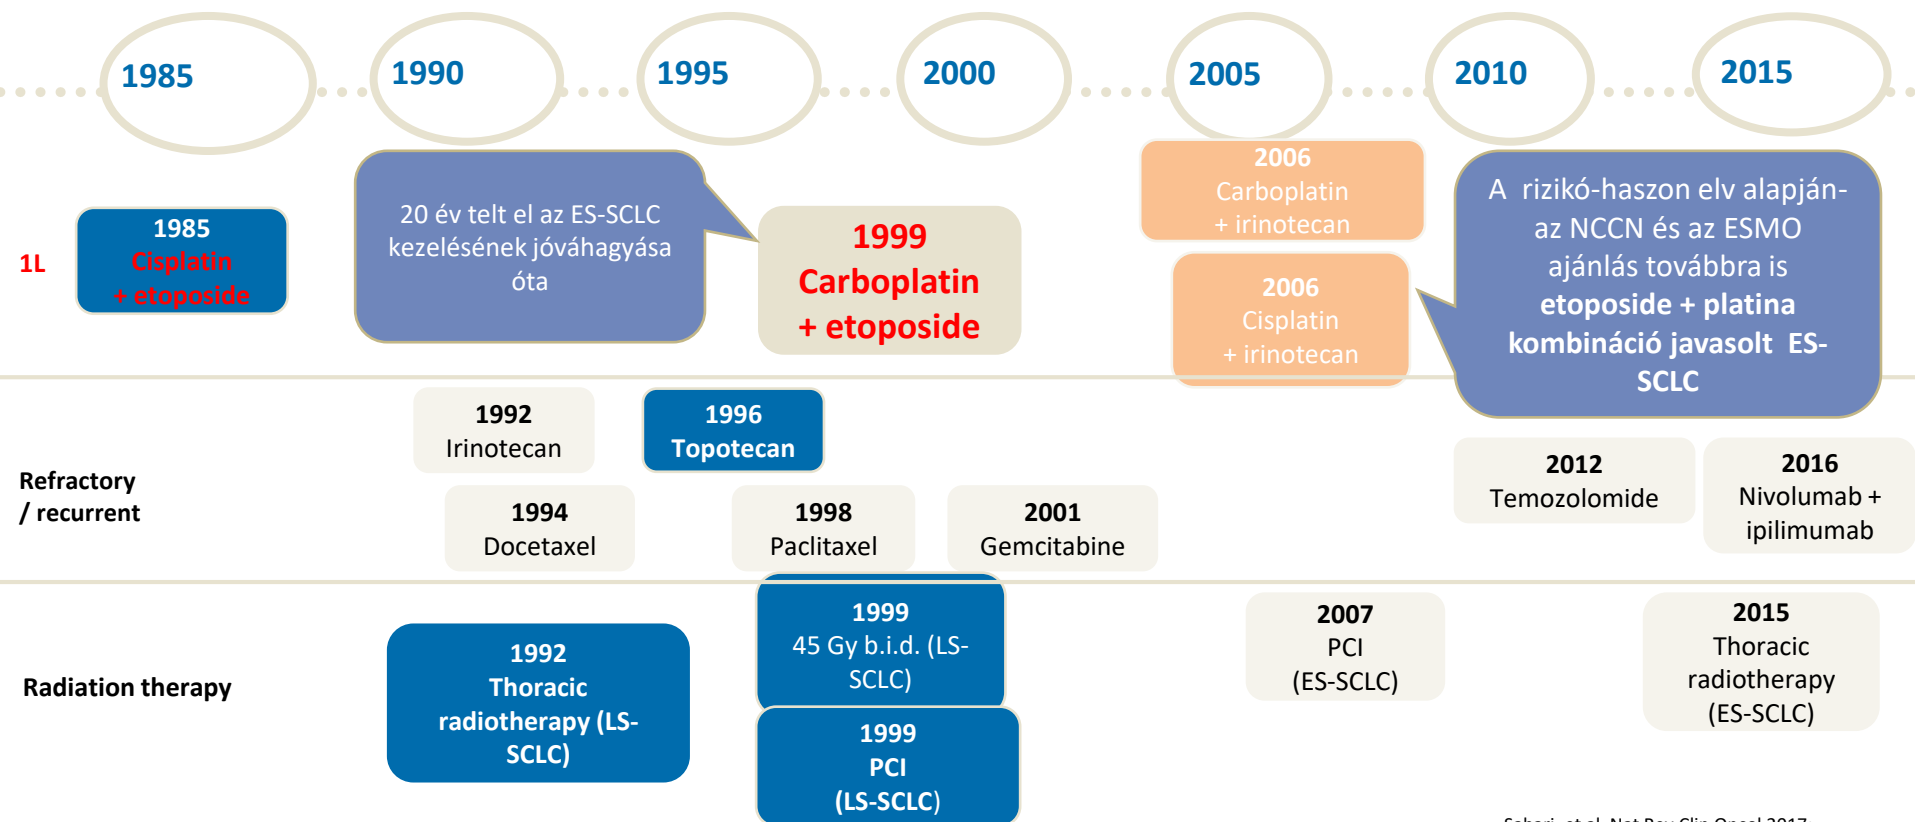 1985
1990
1995
2000
2005
2010
2015
1L
1985
Cisplatin
+ etoposide
20 év telt el az ES-SCLC
kezelésének jóváhagyása
óta
1999
Carboplatin
+ etoposide
2006
Carboplatin
+ irinotecan
2006
Cisplatin
+ irinotecan
A rizikó-haszon elv alapján-
az NCCN és az ESMO
ajánlás továbbra is
etoposide + platina
kombináció javasolt ES-
SCLC
Refractory
/ recurrent
1992
Irinotecan
1996
Topotecan
1994
Docetaxel
1998
Paclitaxel
2001
Gemcitabine
2012
Temozolomide
2016
Nivolumab +
ipilimumab
Radiation therapy
1992
Thoracic
radiotherapy (LS-
SCLC)
1999
45 Gy b.i.d. (LS-
SCLC)
1999
PCI
(LS-SCLC)
2007
PCI
(ES-SCLC)
2015
Thoracic
radiotherapy
(ES-SCLC)